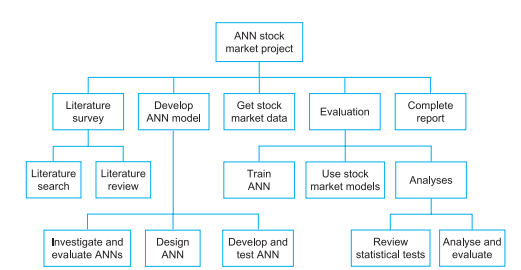 ANN stock
market project
Literature
survey
Develop
ANN model
Get stock
market data
Evaluation
Complete
report
Literature
search
Literature
review
Train
ANN
Use stock
market models
Analyses
Investigate and
evaluate ANNs
Design
ANN
Develop and
test ANN
Review
statistical tests
Analyse and
evaluate